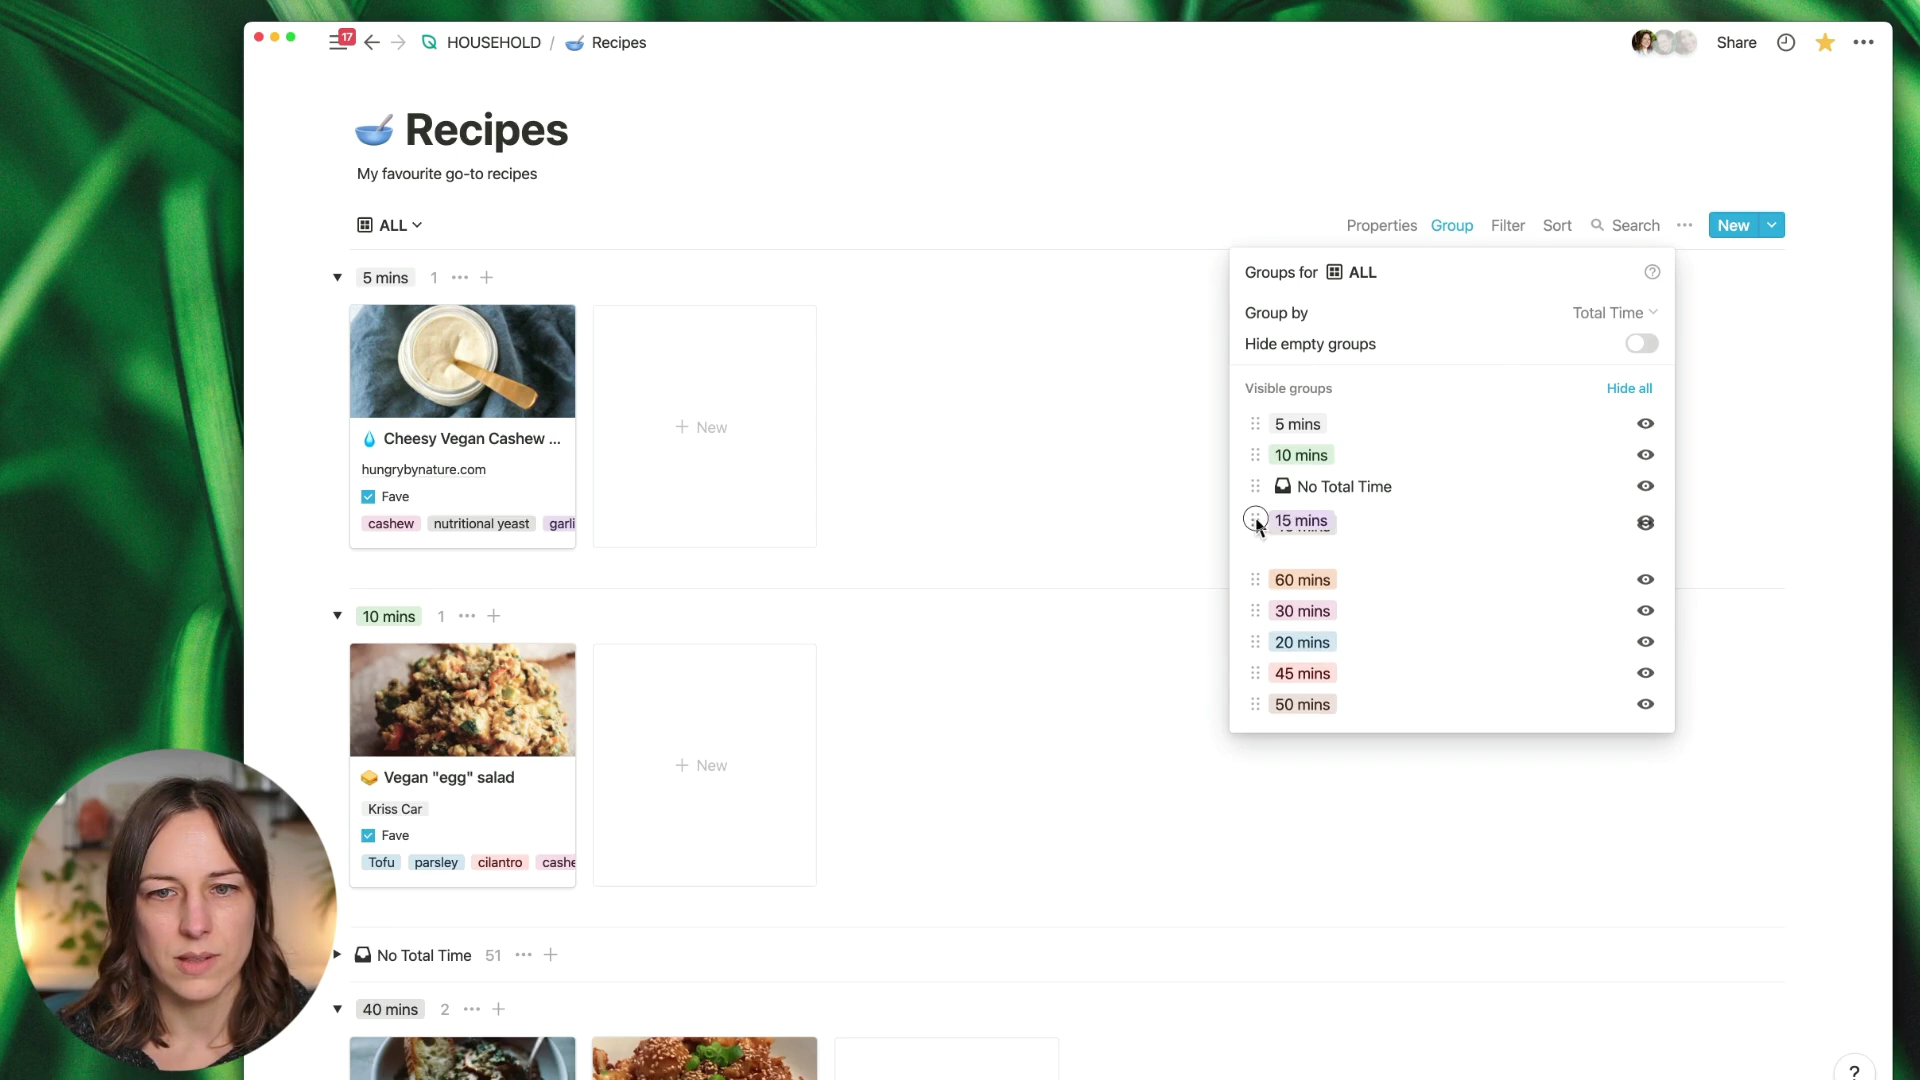 17
HOUSEHOLD / Recipes
Share
Recipes
My favourite go-to recipes
ALL
Properties Group Filter Sort Search New
5 mins 1
Cheesy Vegan Cashew ...
hungrybynature.com
Fave
cashew nutritional yeast garli
+ New
10 mins 1
Vegan "egg" salad
Kriss Car
Fave
Tofu parsley cilantro cashe
+ New
No Total Time 51
40 mins 2
Groups for ALL
Group by Total Time
Hide empty groups
Visible groups Hide all
5 mins
10 mins
No Total Time
15 mins
60 mins
30 mins
20 mins
45 mins
50 mins
?